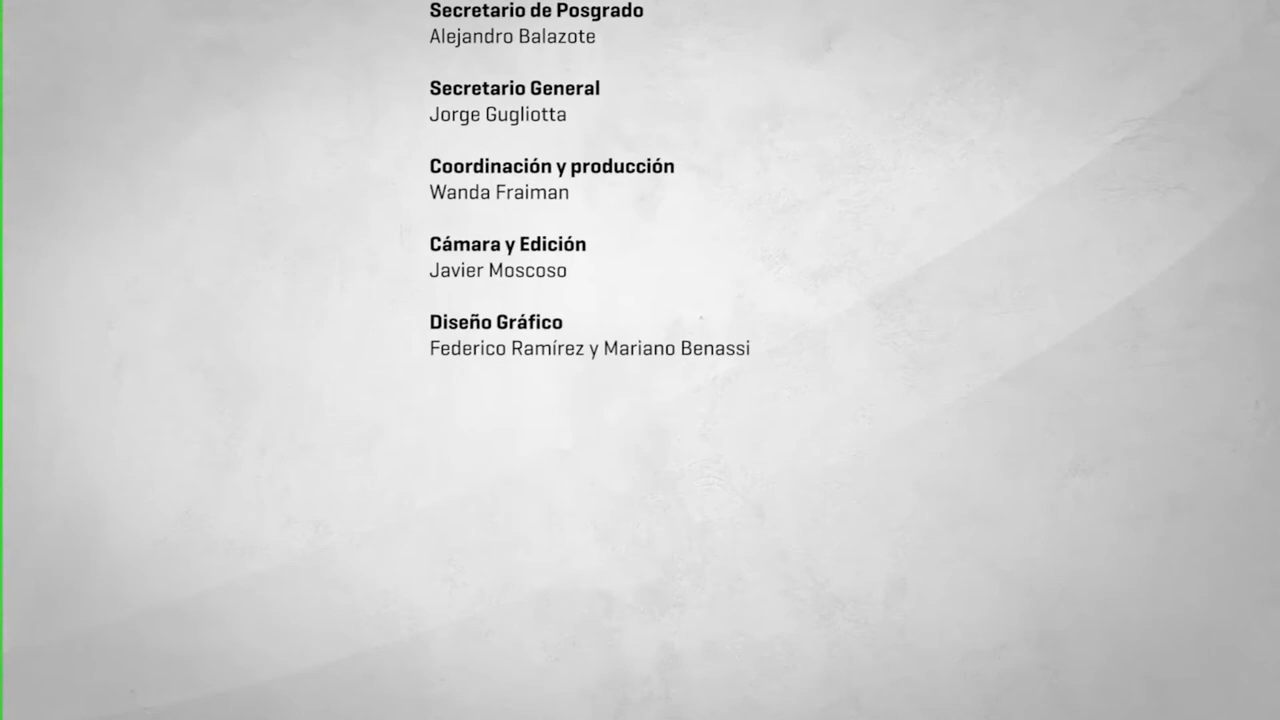 Secretario de Posgrado
Alejandro Balazote
Secretario General
Jorge Gugliotta
Coordinación y producción
Wanda Fraiman
Cámara y Edición
Javier Moscoso
Diseño Gráfico
Federico Ramírez y Mariano Benassi